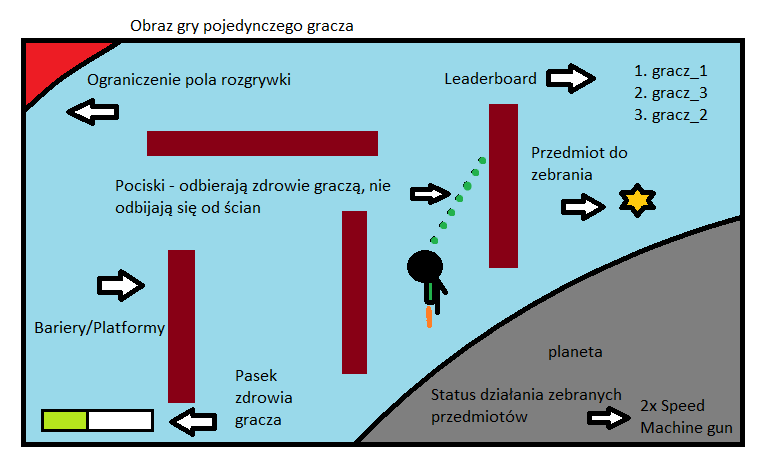 Obraz gry pojedynczego gracza
Ograniczenie pola rozgrywki
Leaderboard
1. gracz_1
2. gracz_3
3. gracz_2
Przedmiot do
zebrania
Pociski - odbierają zdrowie graczą, nie
odbijają się od ścian
Bariery/Platformy
planeta
Pasek
zdrowia
gracza
Status działania zebranych
przedmiotów
2x Speed
Machine gun